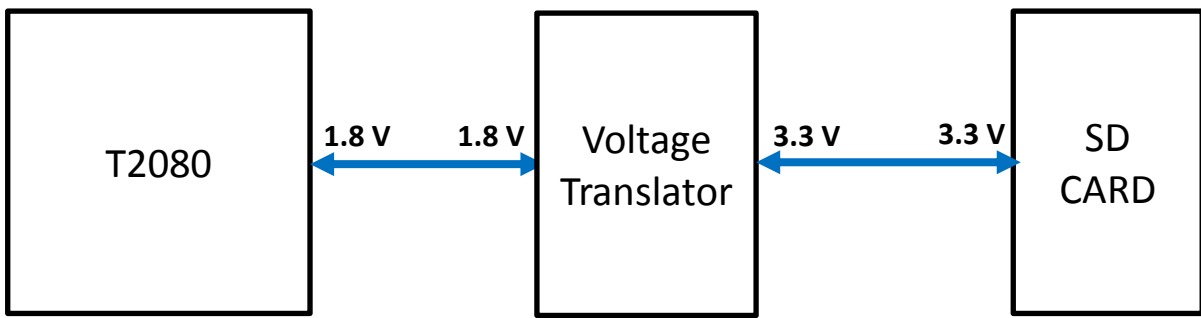 T2080
1.8 V
1.8 V
Voltage
Translator
3.3 V
3.3 V
SD
CARD